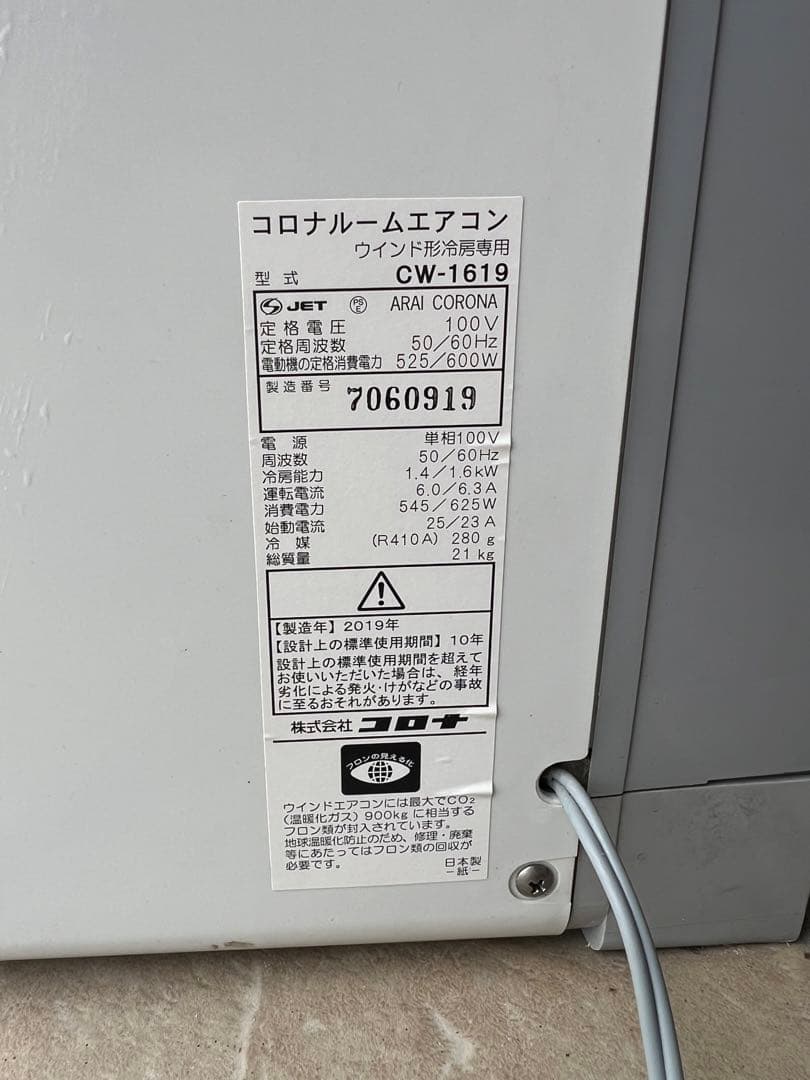 コロナルームエアコン
ウインド形冷房専用
型式 CW-1619
JET PS E ARAI CORONA
定格電圧 100V
定格周波数 50/60Hz
電動機の定格消費電力 525/600W
製造番号 7060919
電源 単相100V
周波数 50/60Hz
冷房能力 1.4/1.6kW
運転電流 6.0/6.3A
消費電力 545/625W
始動電流 25/23A
冷媒 (R410A) 280g
総質量 21kg
【製造年】2019年
【設計上の標準使用期間】10年
設計上の標準使用期間を超えて
お使いいただいた場合は、経年
劣化による発火・けがなどの事故
に至るおそれがあります。
株式会社 コロナ
フロンの見える化
ウインドエアコンには最大でCO₂
(温暖化ガス)900kgに相当する
フロン類が封入されています。
地球温暖化防止のため、修理・廃棄
等にあたってはフロン類の回収が
必要です。
日本製
-紙-